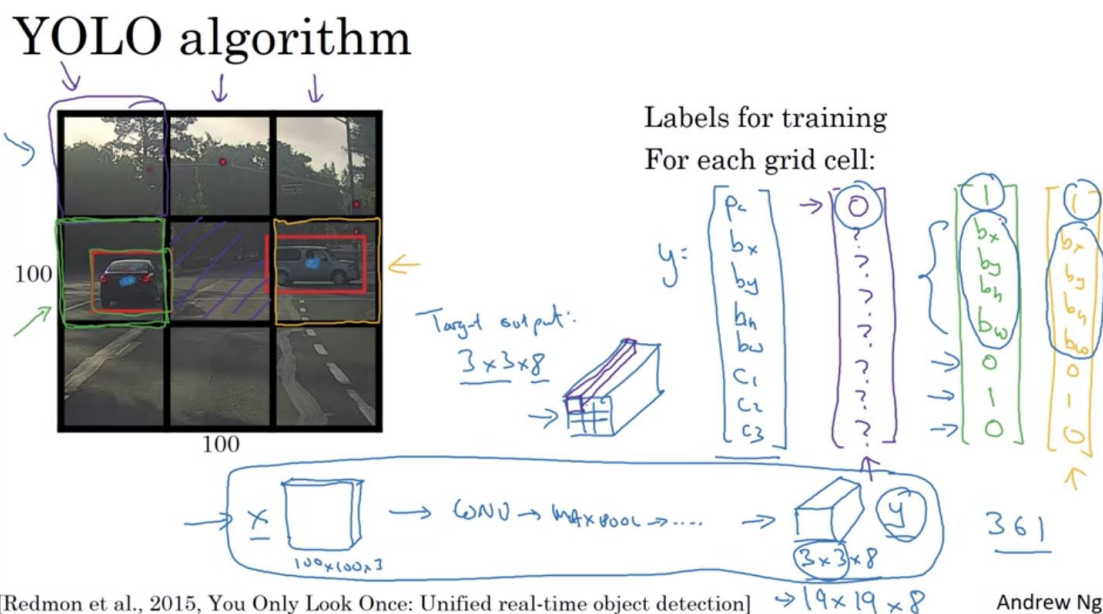 YOLO algorithm
100
100
Labels for training
For each grid cell:
y =
Pc
bx
by
bh
bw
C1
C2
C3
0
?
?
?
?
?
?
?
1
bx
by
bh
bw
0
1
0
1
bx
by
bh
bw
0
1
0
Target output:
3×3×8
x
100×100×3
→ CONV → MAXPOOL → ....
→
3×3×8
y
361
→ 19×19×8
[Redmon et al., 2015, You Only Look Once: Unified real-time object detection]
Andrew Ng